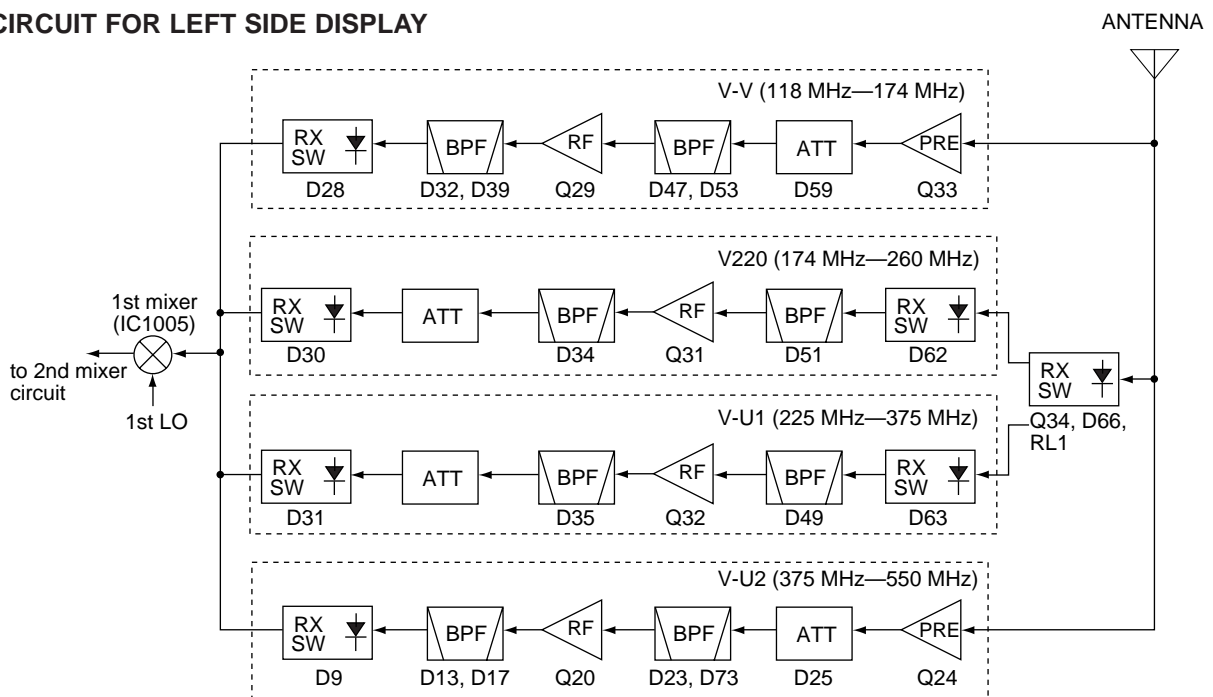 CIRCUIT FOR LEFT SIDE DISPLAY
ANTENNA
V-V (118 MHz—174 MHz)
RX
SW
BPF
RF
BPF
ATT
PRE
D28
D32, D39
Q29
D47, D53
D59
Q33
V220 (174 MHz—260 MHz)
RX
SW
ATT
BPF
RF
BPF
RX
SW
D30
D34
Q31
D51
D62
1st mixer
(IC1005)
to 2nd mixer
circuit
1st LO
RX
SW
Q34, D66,
RL1
V-U1 (225 MHz—375 MHz)
RX
SW
ATT
BPF
RF
BPF
RX
SW
D31
D35
Q32
D49
D63
V-U2 (375 MHz—550 MHz)
RX
SW
BPF
RF
BPF
ATT
PRE
D9
D13, D17
Q20
D23, D73
D25
Q24